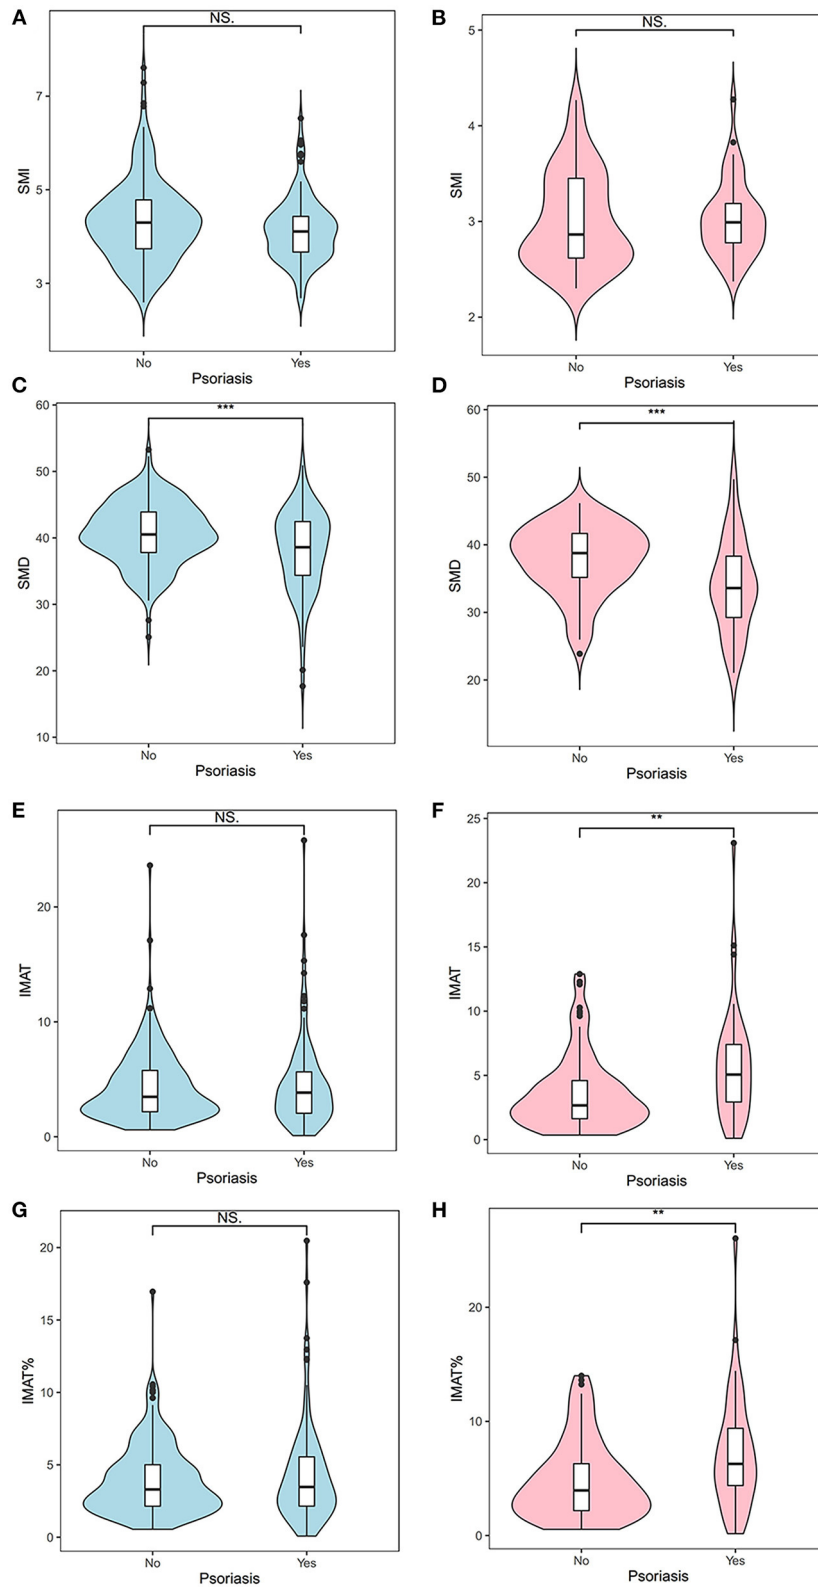 A
NS.
7
5
3
SMI
No
Yes
Psoriasis
B
NS.
5
4
3
2
SMI
No
Yes
Psoriasis
C
***
60
50
40
30
20
10
SMD
No
Yes
Psoriasis
D
***
60
50
40
30
20
SMD
No
Yes
Psoriasis
E
NS.
20
10
0
IMAT
No
Yes
Psoriasis
F
**
25
20
15
10
5
0
IMAT
No
Yes
Psoriasis
G
NS.
20
15
10
5
0
IMAT%
No
Yes
Psoriasis
H
**
20
10
0
IMAT%
No
Yes
Psoriasis